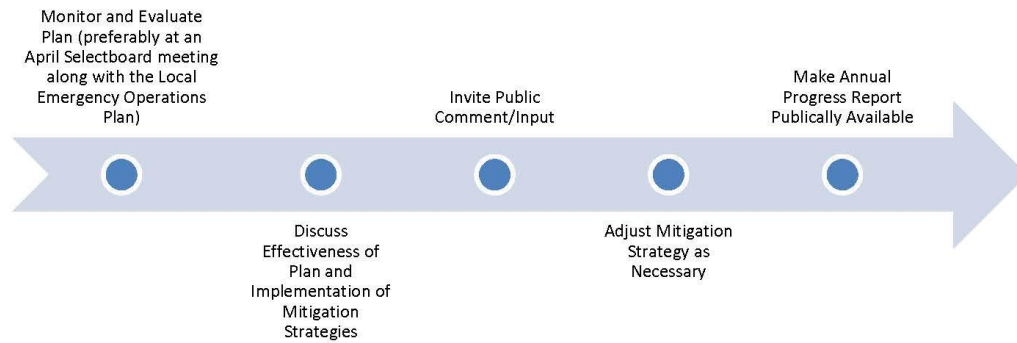 Monitor and Evaluate
Plan (preferably at an
April Selectboard meeting
along with the Local
Emergency Operations
Plan)
Discuss
Effectiveness of
Plan and
Implementation of
Mitigation
Strategies
Invite Public
Comment/Input
Adjust Mitigation
Strategy as
Necessary
Make Annual
Progress Report
Publically Available